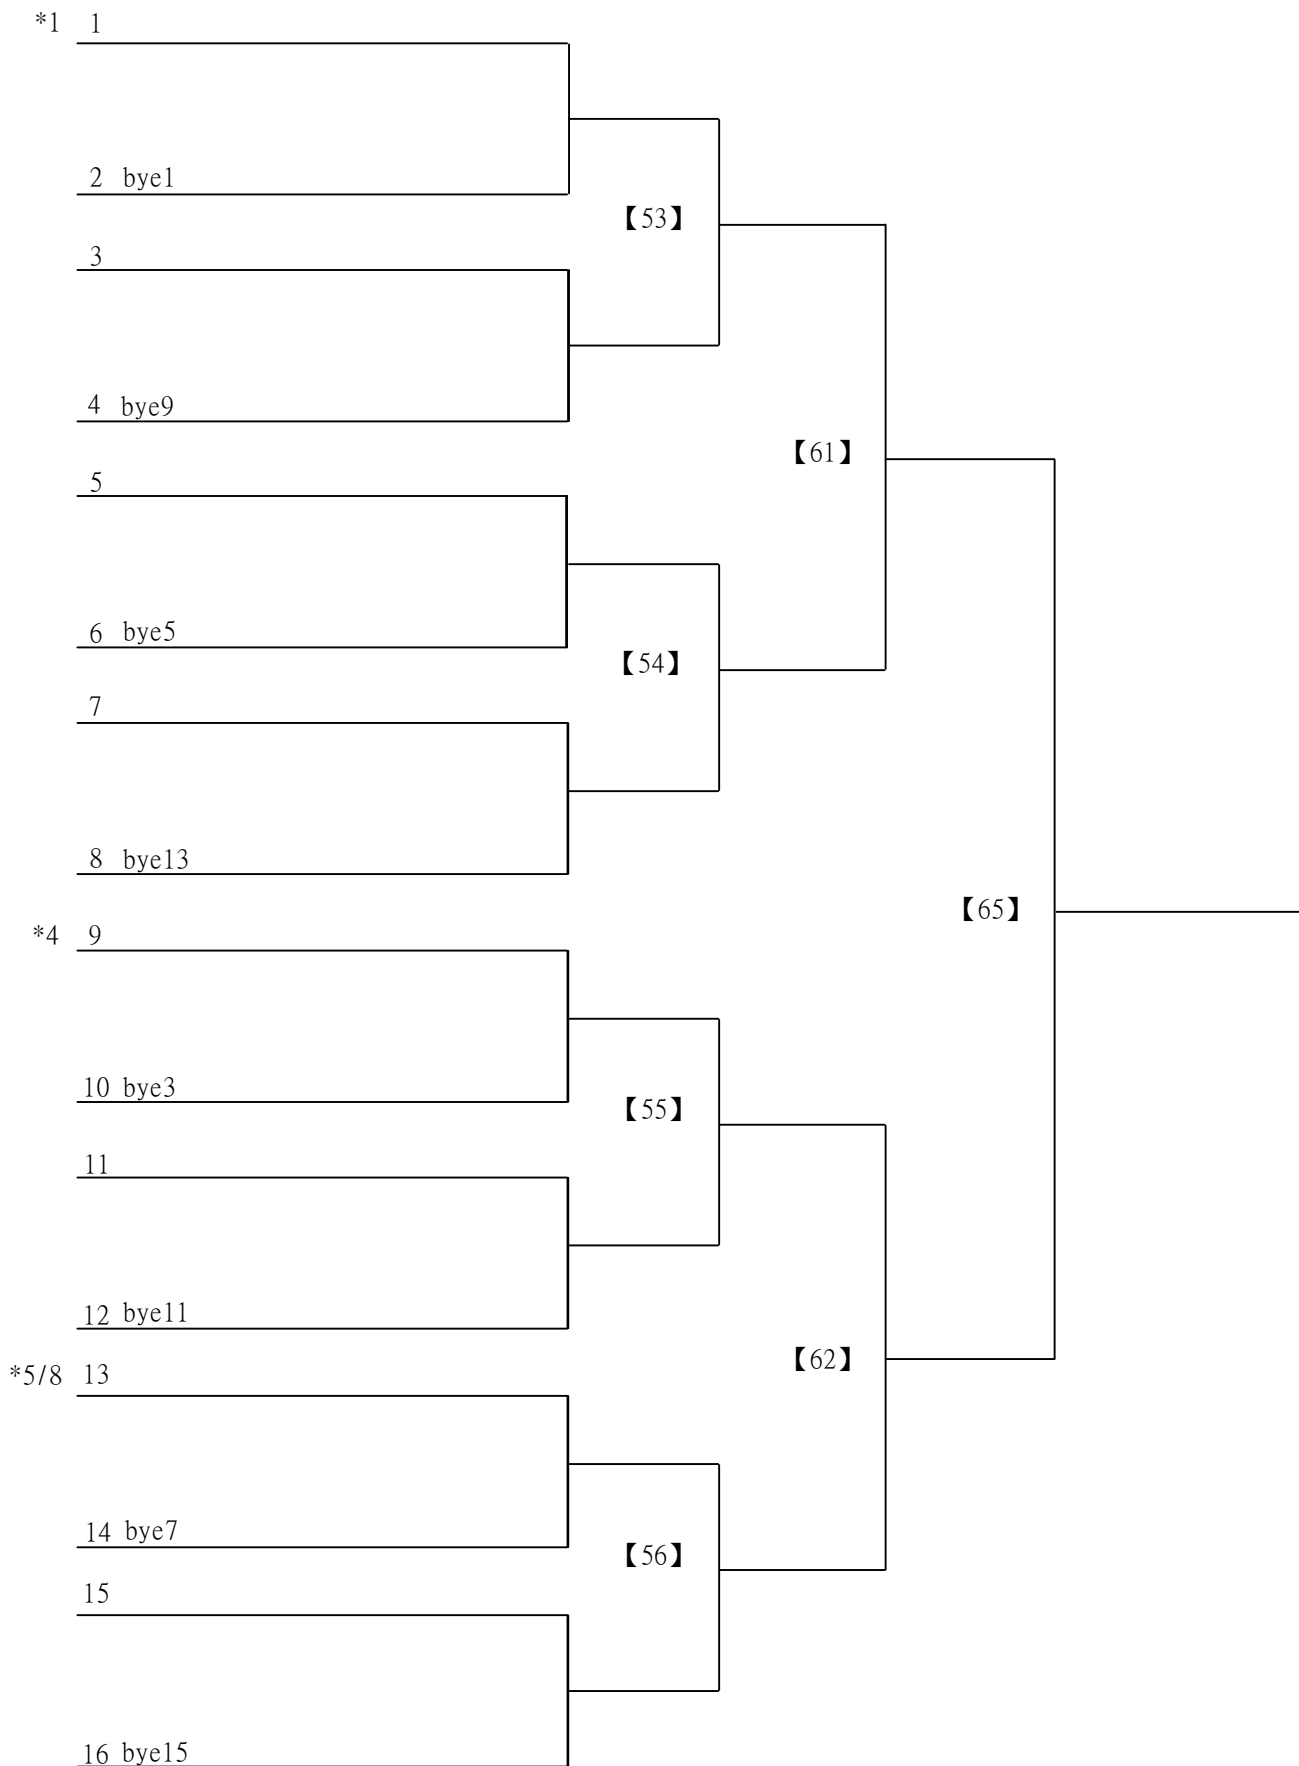 *1 1
2 bye1
【53】
3
4 bye9
【61】
5
6 bye5
【54】
7
8 bye13
【65】
*4 9
10 bye3
【55】
11
12 bye11
【62】
*5/8 13
14 bye7
【56】
15
16 bye15